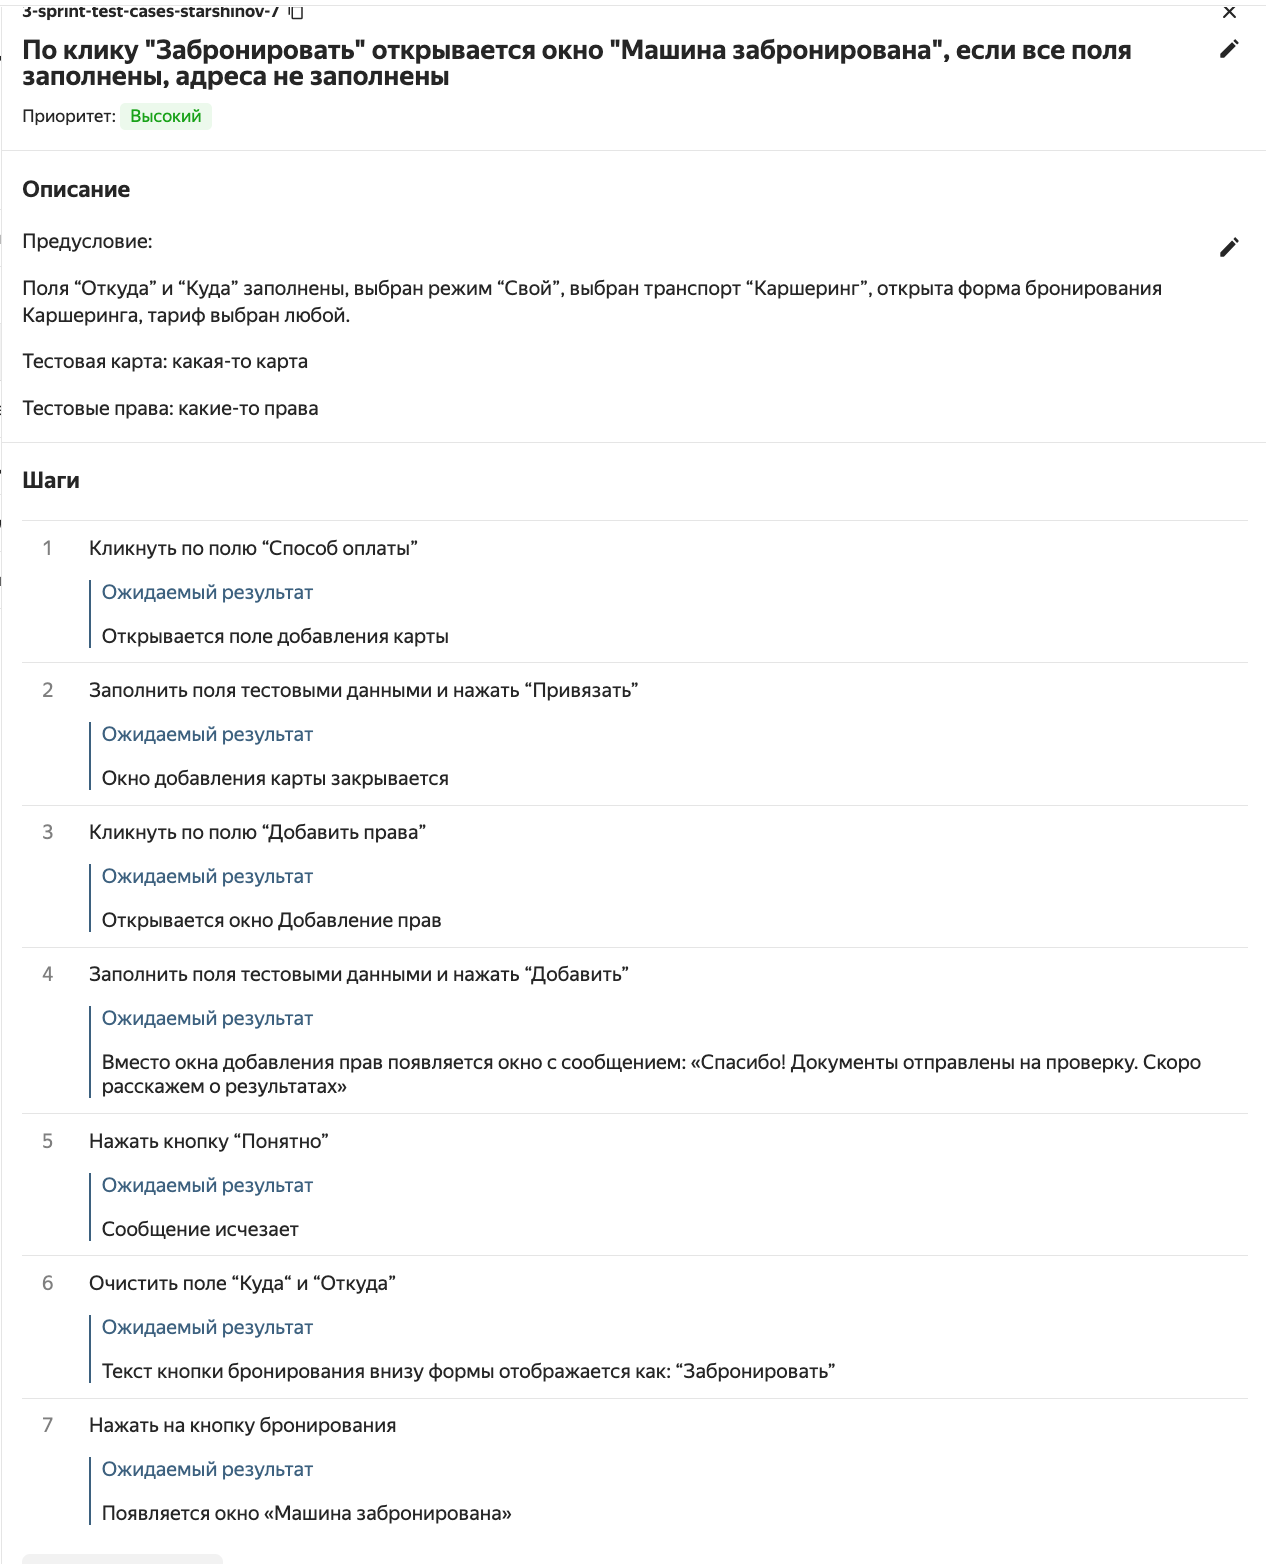 3-sprint-test-cases-starshinov-7
По клику "Забронировать" открывается окно "Машина забронирована", если все поля
заполнены, адреса не заполнены
Приоритет: Высокий
Описание
Предусловие:
Поля “Откуда” и “Куда” заполнены, выбран режим “Свой”, выбран транспорт “Каршеринг”, открыта форма бронирования
Каршеринга, тариф выбран любой.
Тестовая карта: какая-то карта
Тестовые права: какие-то права
Шаги
1 Кликнуть по полю “Способ оплаты”
Ожидаемый результат
Открывается поле добавления карты
2 Заполнить поля тестовыми данными и нажать “Привязать”
Ожидаемый результат
Окно добавления карты закрывается
3 Кликнуть по полю “Добавить права”
Ожидаемый результат
Открывается окно Добавление прав
4 Заполнить поля тестовыми данными и нажать “Добавить”
Ожидаемый результат
Вместо окна добавления прав появляется окно с сообщением: «Спасибо! Документы отправлены на проверку. Скоро
расскажем о результатах»
5 Нажать кнопку “Понятно”
Ожидаемый результат
Сообщение исчезает
6 Очистить поле “Куда“ и “Откуда”
Ожидаемый результат
Текст кнопки бронирования внизу формы отображается как: “Забронировать”
7 Нажать на кнопку бронирования
Ожидаемый результат
Появляется окно «Машина забронирована»